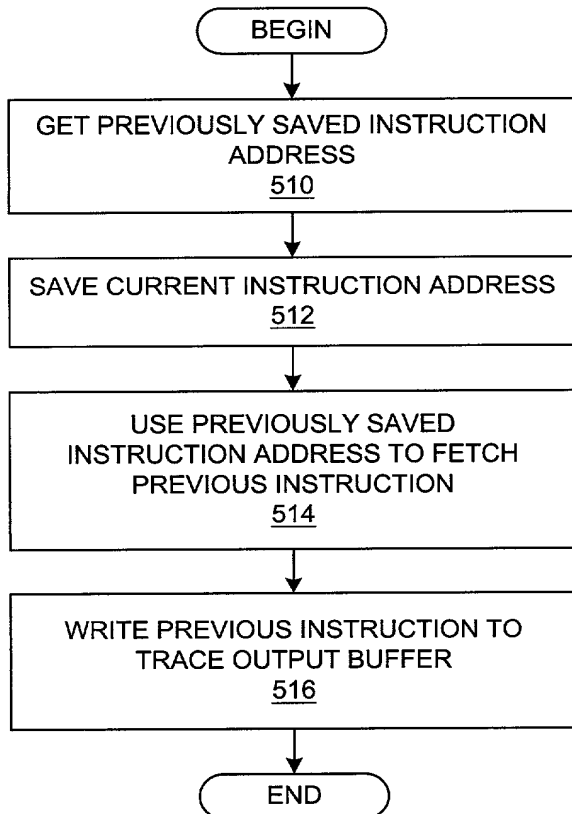 BEGIN
GET PREVIOUSLY SAVED INSTRUCTION
ADDRESS
510
SAVE CURRENT INSTRUCTION ADDRESS
512
USE PREVIOUSLY SAVED
INSTRUCTION ADDRESS TO FETCH
PREVIOUS INSTRUCTION
514
WRITE PREVIOUS INSTRUCTION TO
TRACE OUTPUT BUFFER
516
END